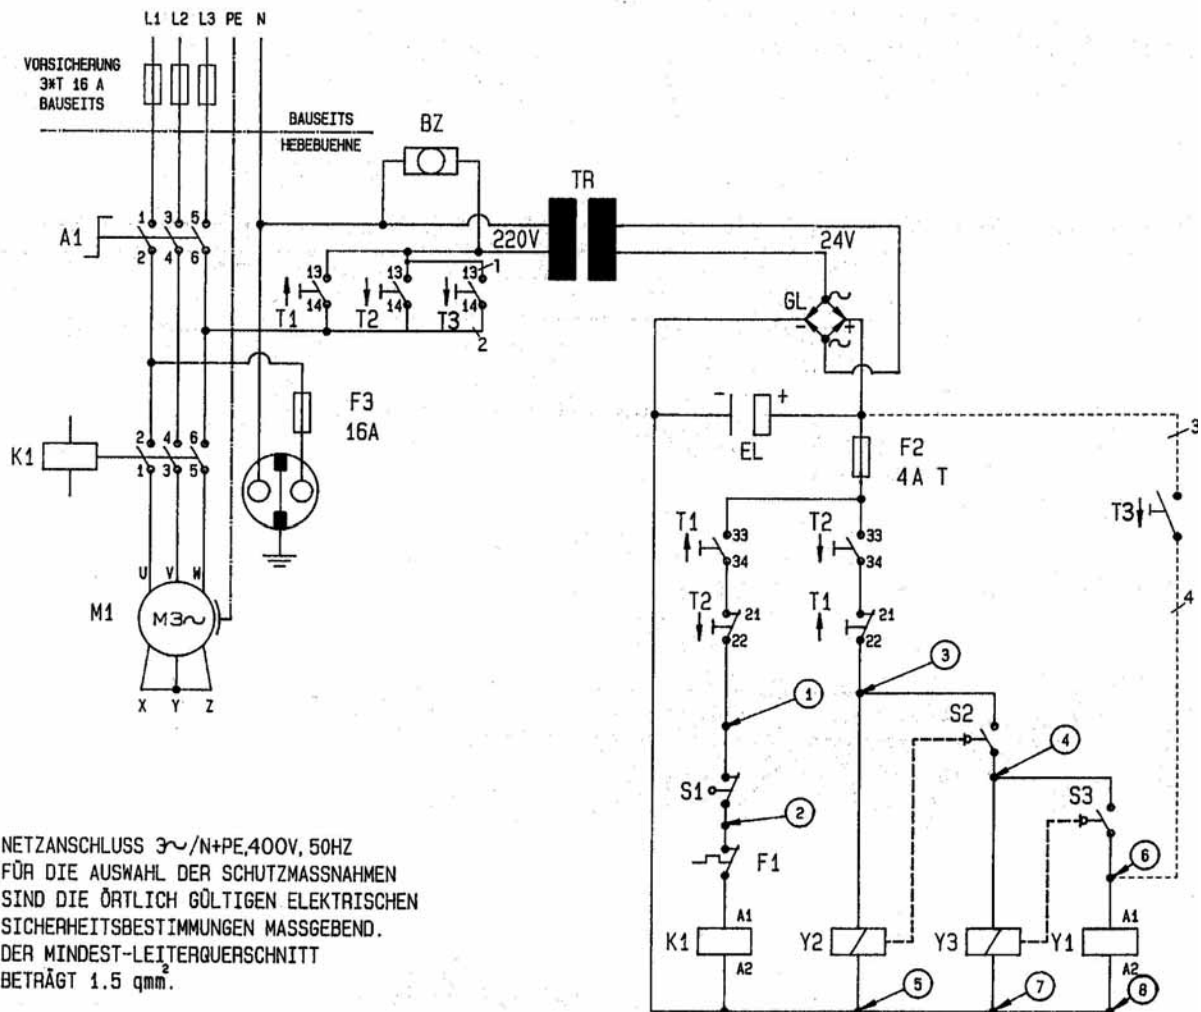 L1 L2 L3 PE N
VORSICHERUNG
3*T 16 A
BAUSEITS
BAUSEITS
HEBEBUEHNE
BZ
TR
220V
24V
A1
1 3 5
2 4 6
13 13 13 1
14 14 14
T1 T2 T3
2
GL
- +
F3
16A
- +
EL
F2
4A T
3
T3
4
K1
2 4 6
1 3 5
U V W
M1
M3~
X Y Z
T1 33
34
T2 33
34
T2 21
22
T1 21
22
3
1
S2
4
S1
2
S3
F1
6
A1
K1
A2
Y2
Y3
A1
Y1
A2
5
7
8
NETZANSCHLUSS 3~/N+PE,400V, 50HZ
FÜR DIE AUSWAHL DER SCHUTZMASSNAHMEN
SIND DIE ÖRTLICH GÜLTIGEN ELEKTRISCHEN
SICHERHEITSBESTIMMUNGEN MASSGEBEND.
DER MINDEST-LEITERQUERSCHNITT
BETRÄGT 1.5 qmm².